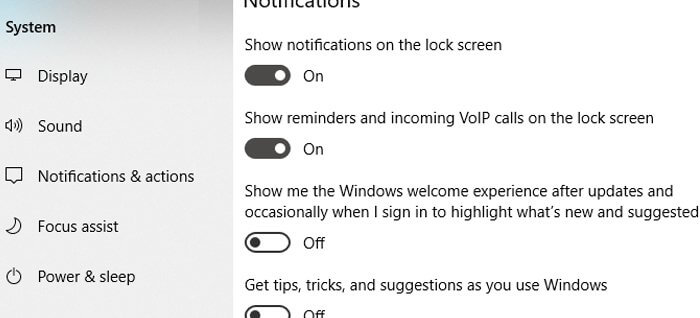 Notifications
System
Show notifications on the lock screen
On
Display
Show reminders and incoming VoIP calls on the lock screen
Sound
On
Notifications & actions
Show me the Windows welcome experience after updates and
occasionally when I sign in to highlight what's new and suggested
Focus assist
Off
Power & sleep
Get tips, tricks, and suggestions as you use Windows
Off